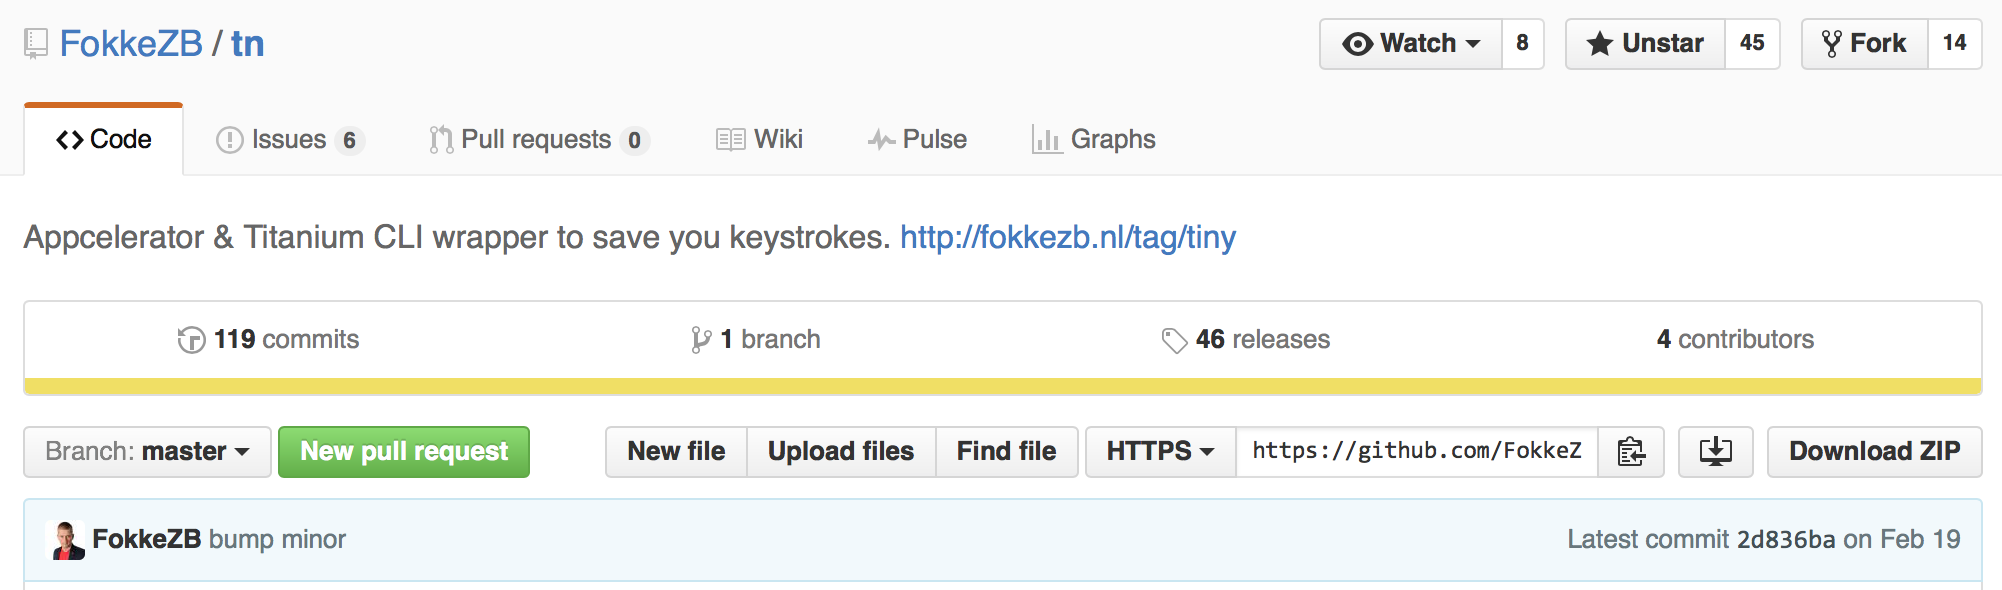 FokkeZB / tn
Watch 8 Unstar 45 Fork 14
Code Issues 6 Pull requests 0 Wiki Pulse Graphs
Appcelerator & Titanium CLI wrapper to save you keystrokes. http://fokkezb.nl/tag/tiny
119 commits 1 branch 46 releases 4 contributors
Branch: master New pull request New file Upload files Find file HTTPS https://github.com/FokkeZ Download ZIP
FokkeZB bump minor Latest commit 2d836ba on Feb 19